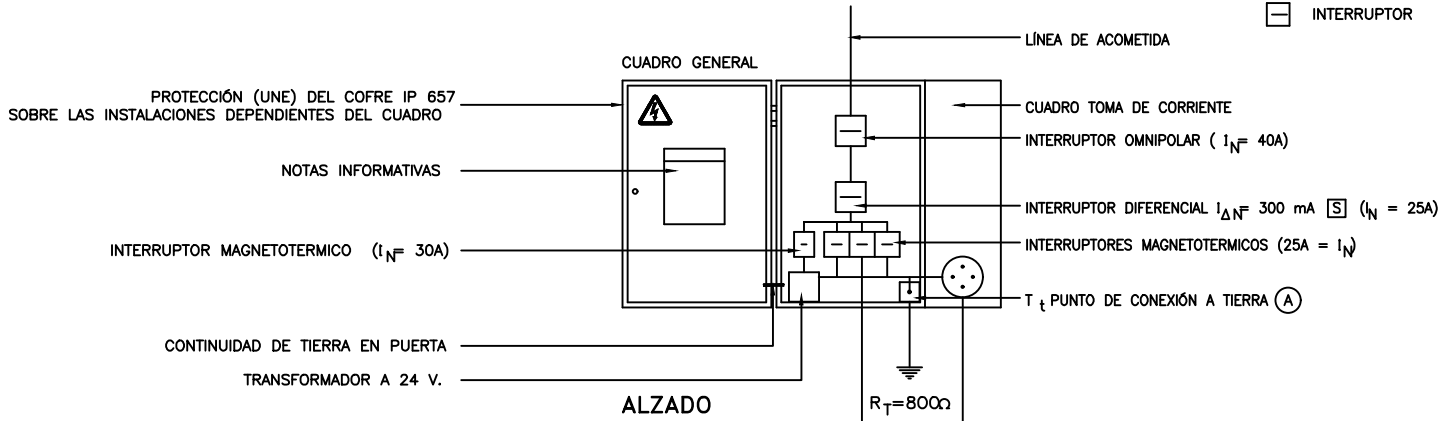 INTERRUPTOR
LÍNEA DE ACOMETIDA
CUADRO GENERAL
PROTECCIÓN (UNE) DEL COFRE IP 657
SOBRE LAS INSTALACIONES DEPENDIENTES DEL CUADRO
CUADRO TOMA DE CORRIENTE
INTERRUPTOR OMNIPOLAR ( IN= 40A)
NOTAS INFORMATIVAS
INTERRUPTOR DIFERENCIAL IΔN= 300 mA S (IN = 25A)
INTERRUPTOR MAGNETOTERMICO (IN= 30A)
INTERRUPTORES MAGNETOTERMICOS (25A = IN)
Tt PUNTO DE CONEXIÓN A TIERRA A
CONTINUIDAD DE TIERRA EN PUERTA
TRANSFORMADOR A 24 V.
ALZADO
RT=800Ω